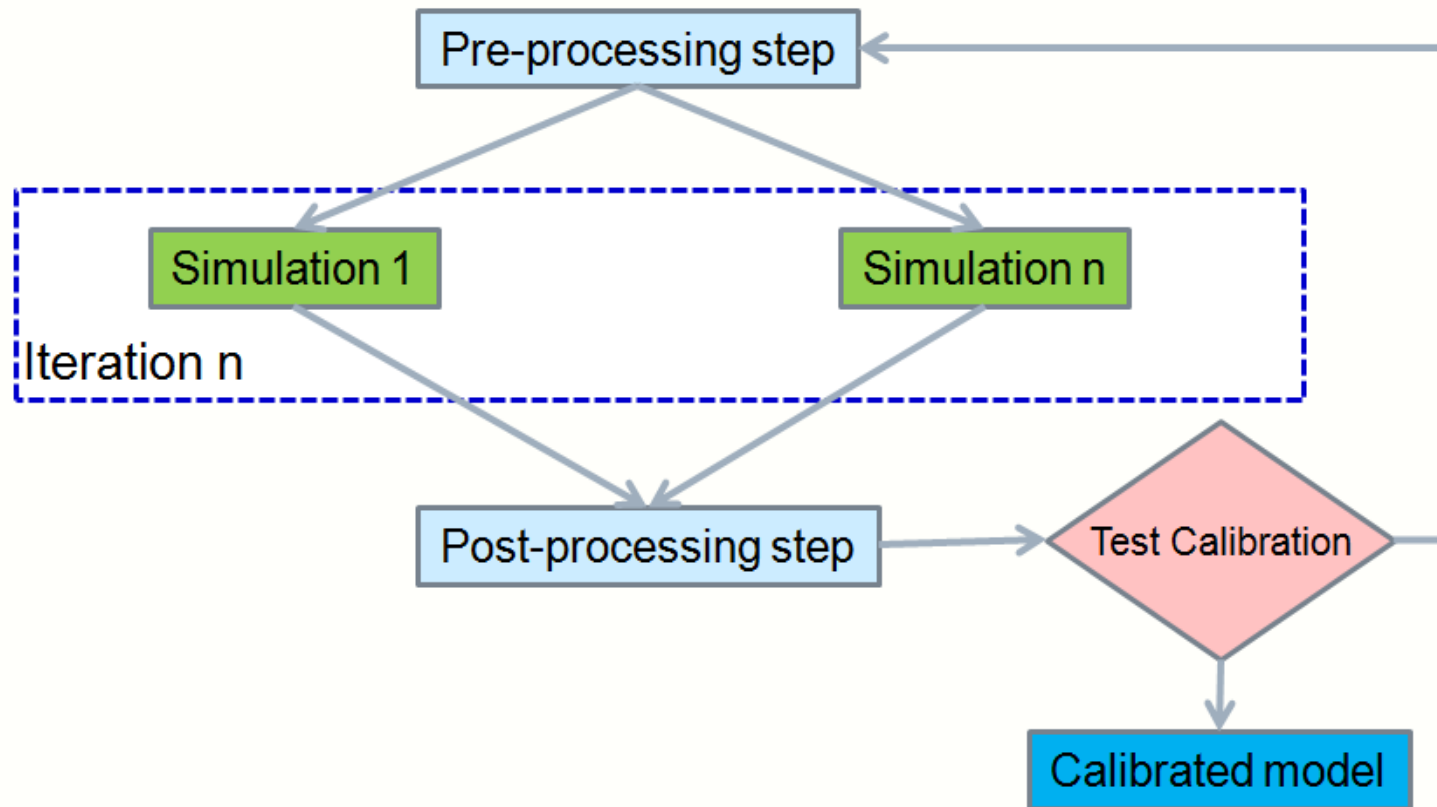 Pre-processing step
Simulation 1
Simulation n
Iteration n
Post-processing step
Test Calibration
Calibrated model